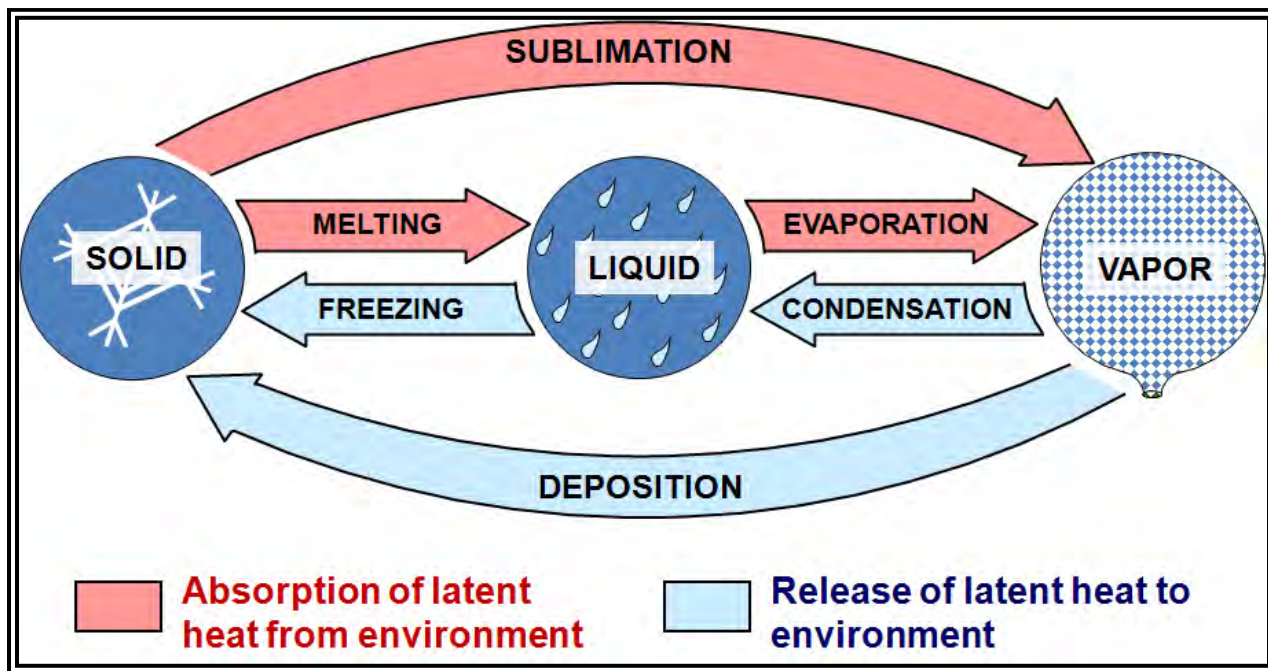 SUBLIMATION
SOLID
MELTING
LIQUID
EVAPORATION
VAPOR
FREEZING
CONDENSATION
DEPOSITION
Absorption of latent
heat from environment
Release of latent heat to
environment